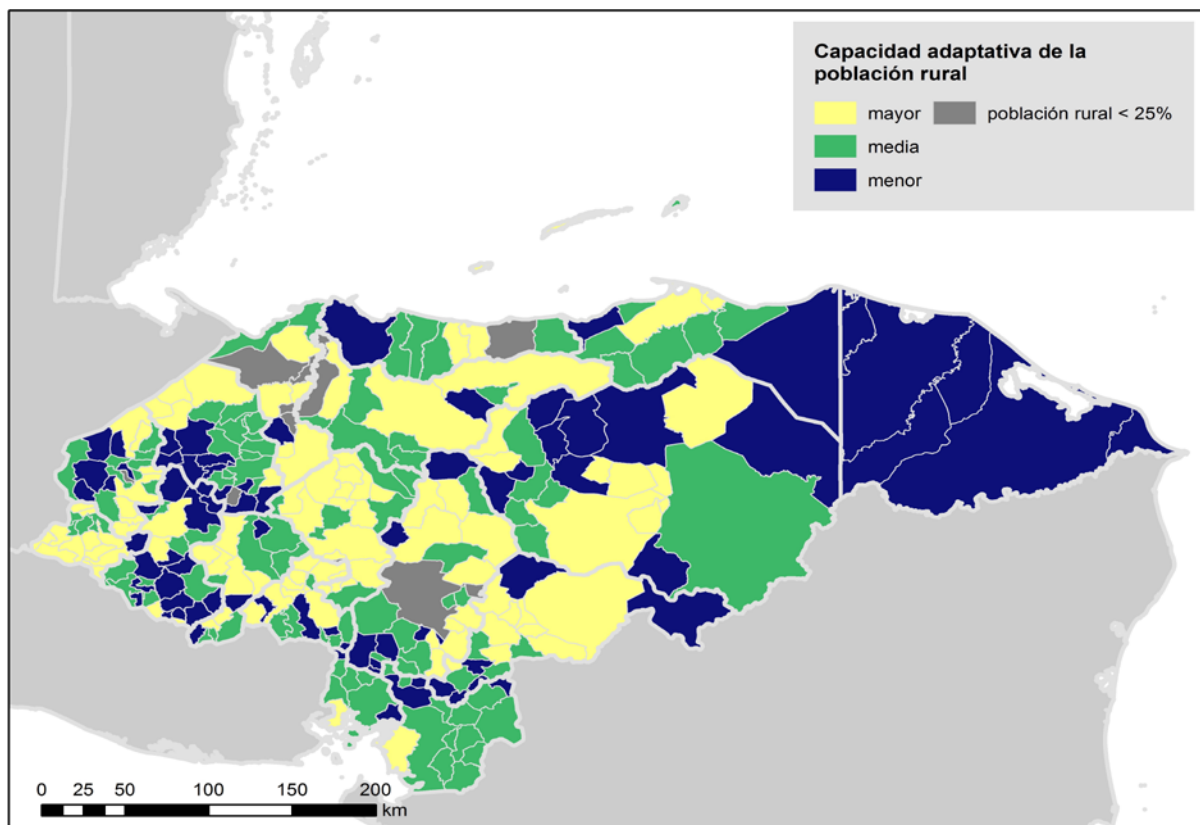 Capacidad adaptativa de la
población rural
mayor
población rural < 25%
media
menor
0 25 50 100 150 200
km